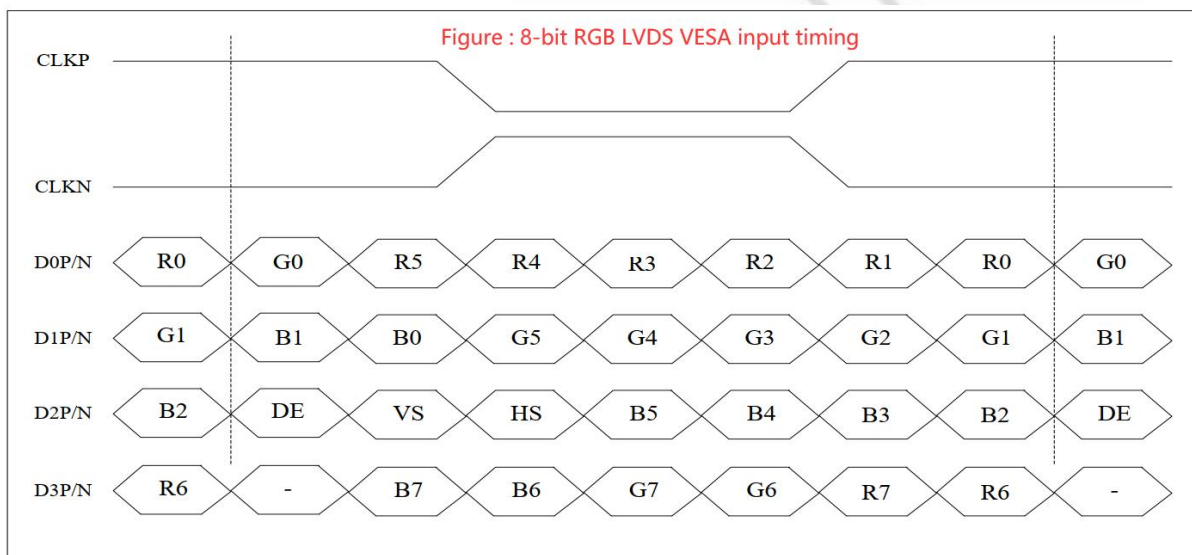 Figure : 8-bit RGB LVDS VESA input timing
CLKP
CLKN
D0P/N R0 G0 R5 R4 R3 R2 R1 R0 G0
D1P/N G1 B1 B0 G5 G4 G3 G2 G1 B1
D2P/N B2 DE VS HS B5 B4 B3 B2 DE
D3P/N R6 - B7 B6 G7 G6 R7 R6 -